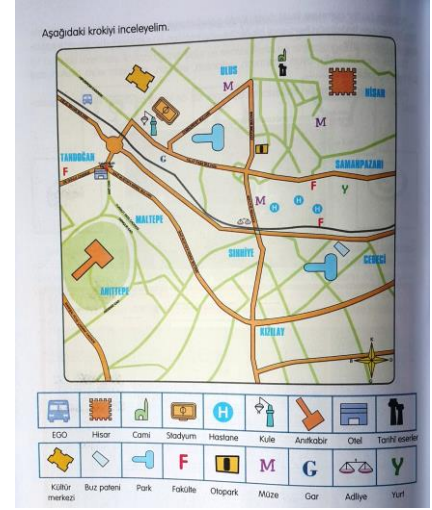 Aşağıdaki krokiyi inceleyelim.
ULUS
M
HİSAR
M
TANDOĞAN
G
SAMANPAZARI
F
F
Y
M
H
H
H
F
MALTEPE
SIHHİYE
CEBECİ
ANITTEPE
KIZILAY
H
EGO Hisar Cami Stadyum Hastane Kule Anıtkabir Otel Tarihî eserler
F M G Y
Kültür merkezi Buz pateni Park Fakülte Otopark Müze Gar Adliye Yurt